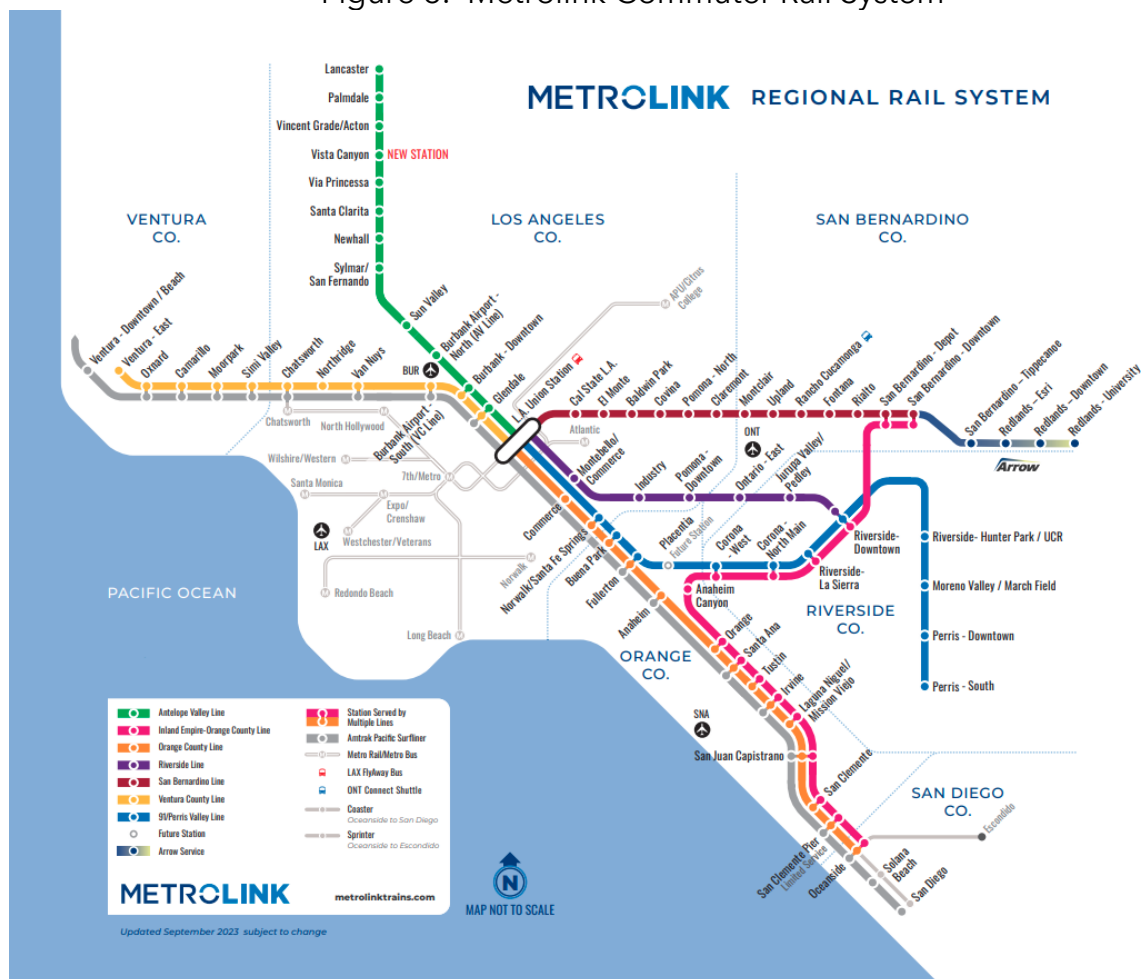 Figure 3. Metrolink Commuter Rail System
METROLINK REGIONAL RAIL SYSTEM
Lancaster
Palmdale
Vincent Grade/Acton
Vista Canyon NEW STATION
Via Princessa
Santa Clarita
Newhall
Sylmar/
San Fernando
VENTURA
CO.
LOS ANGELES
CO.
SAN BERNARDINO
CO.
Sun Valley
Burbank Airport -
North (AV Line)
Burbank - Downtown
Glendale
L.A. Union Station
APU/Citrus
College
Ventura - Downtown / Beach
Ventura - East
Oxnard
Camarillo
Moorpark
Simi Valley
Chatsworth
Northridge
Van Nuys
BUR
Burbank Airport -
South (VC Line)
Cal State L.A.
El Monte
Baldwin Park
Covina
Pomona - North
Claremont
Montclair
Upland
Rancho Cucamonga
Fontana
Rialto
San Bernardino - Depot
San Bernardino - Downtown
San Bernardino – Tippecanoe
Redlands – Esri
Redlands – Downtown
Redlands - University
Arrow
ONT
Chatsworth
North Hollywood
Atlantic
Wilshire/Western
7th/Metro
Santa Monica
Expo/
Crenshaw
LAX
Westchester/Veterans
Norwalk
Redondo Beach
Long Beach
Montebello/
Commerce
Industry
Pomona -
Downtown
Ontario - East
Jurupa Valley/
Pedley
Commerce
Norwalk/Santa Fe Springs
Buena Park
Fullerton
Anaheim
Placentia
Future Station
Corona
- West
Corona -
North Main
Riverside-
Downtown
Riverside-
La Sierra
Anaheim
Canyon
Riverside- Hunter Park / UCR
Moreno Valley / March Field
Perris - Downtown
Perris - South
RIVERSIDE
CO.
PACIFIC OCEAN
ORANGE
CO.
Orange
Santa Ana
Tustin
Irvine
Laguna Niguel/
Mission Viejo
SNA
San Juan Capistrano
San Clemente
SAN DIEGO
CO.
Escondido
San Clemente Pier
Limited Service
Oceanside
Solana
Beach
San Diego
Antelope Valley Line
Inland Empire-Orange County Line
Orange County Line
Riverside Line
San Bernardino Line
Ventura County Line
91/Perris Valley Line
Future Station
Arrow Service
Station Served by
Multiple Lines
Amtrak Pacific Surfliner
Metro Rail/Metro Bus
LAX FlyAway Bus
ONT Connect Shuttle
Coaster
Oceanside to San Diego
Sprinter
Oceanside to Escondido
METROLINK
metrolinktrains.com
N
MAP NOT TO SCALE
Updated September 2023 subject to change